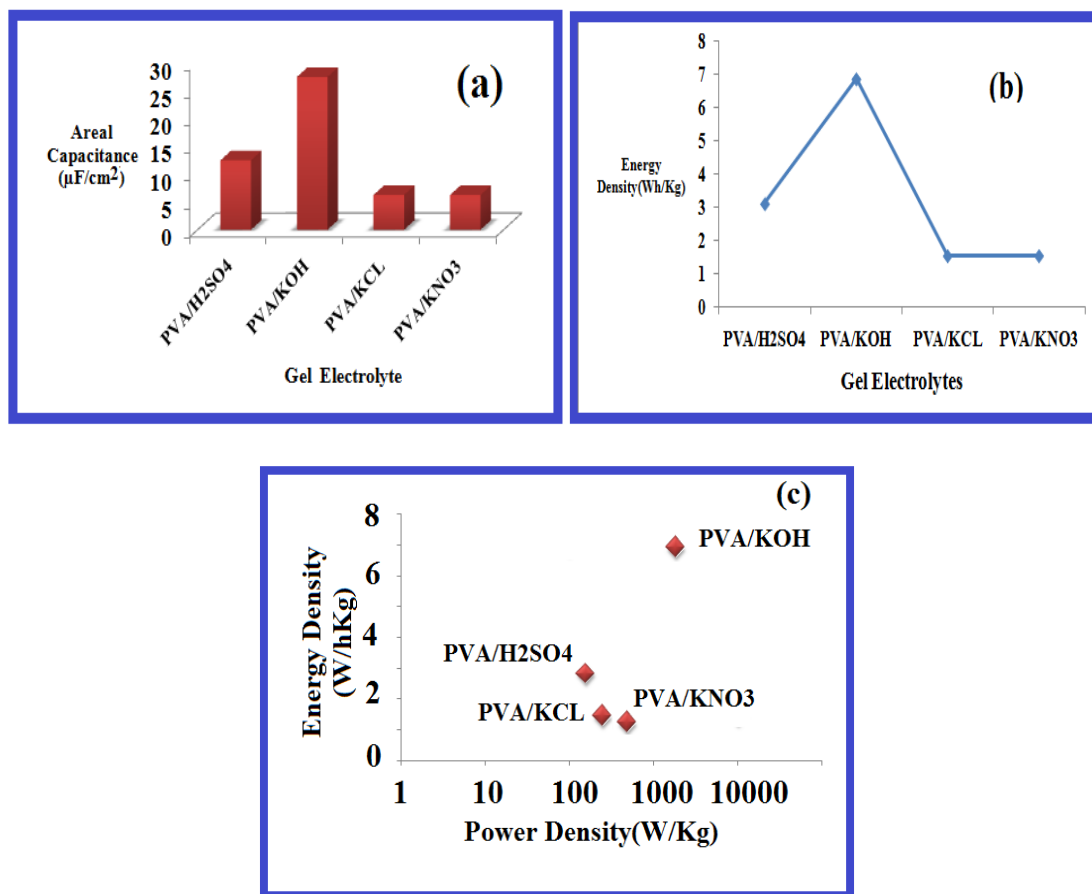 (a)
30
25
20
15
10
5
0
Areal
Capacitance
(µF/cm²)
PVA/H2SO4
PVA/KOH
PVA/KCL
PVA/KNO3
Gel Electrolyte
(b)
8
7
6
5
4
3
2
1
0
Energy
Density(Wh/Kg)
PVA/H2SO4 PVA/KOH PVA/KCL PVA/KNO3
Gel Electrolytes
(c)
8
6
4
2
0
Energy Density
(W/hKg)
PVA/KOH
PVA/H2SO4
PVA/KCL
PVA/KNO3
1 10 100 1000 10000
Power Density(W/Kg)